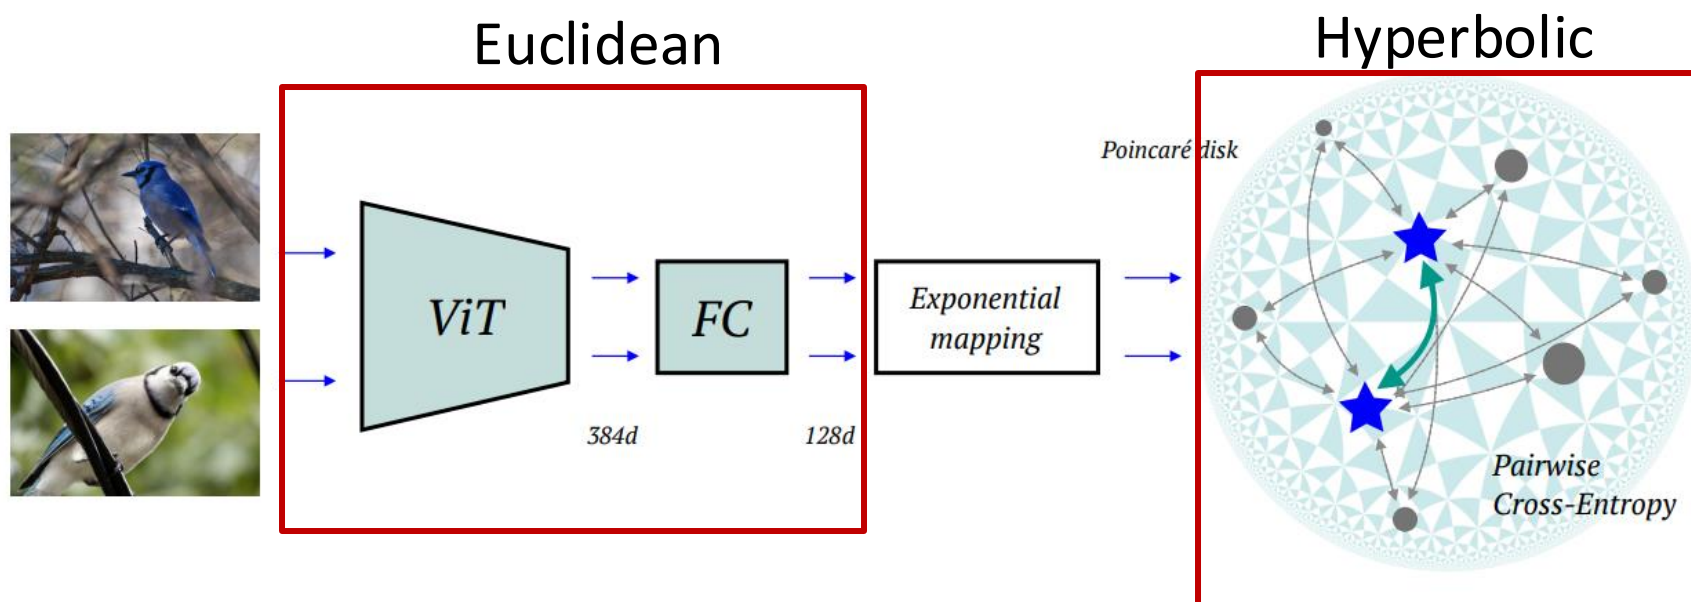 Euclidean
Hyperbolic
Poincaré disk
ViT
FC
Exponential
mapping
384d
128d
Pairwise
Cross-Entropy